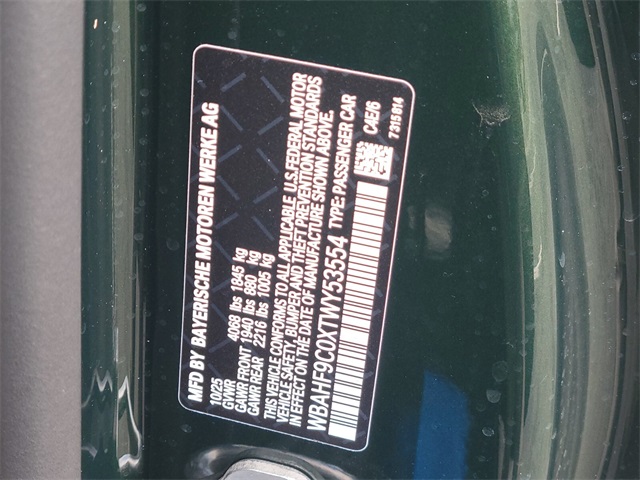 MFD BY BAYERISCHE MOTOREN WERKE AG
10/25
GVWR 4068 lbs 1845 kg
GAWR FRONT 1940 lbs 880 kg
GAWR REAR 2216 lbs 1005 kg
THIS VEHICLE CONFORMS TO ALL APPLICABLE U.S. FEDERAL MOTOR
VEHICLE SAFETY, BUMPER AND THEFT PREVENTION STANDARDS
IN EFFECT ON THE DATE OF MANUFACTURE SHOWN ABOVE.
WBAHF9C0XTWY53554 TYPE: PASSENGER CAR
C4E/6
7315814